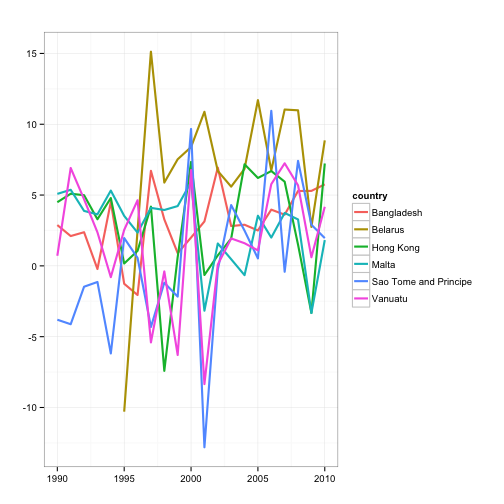 15
10
5
0
-5
-10
1990 1995 2000 2005 2010
country
Bangladesh
Belarus
Hong Kong
Malta
Sao Tome and Principe
Vanuatu